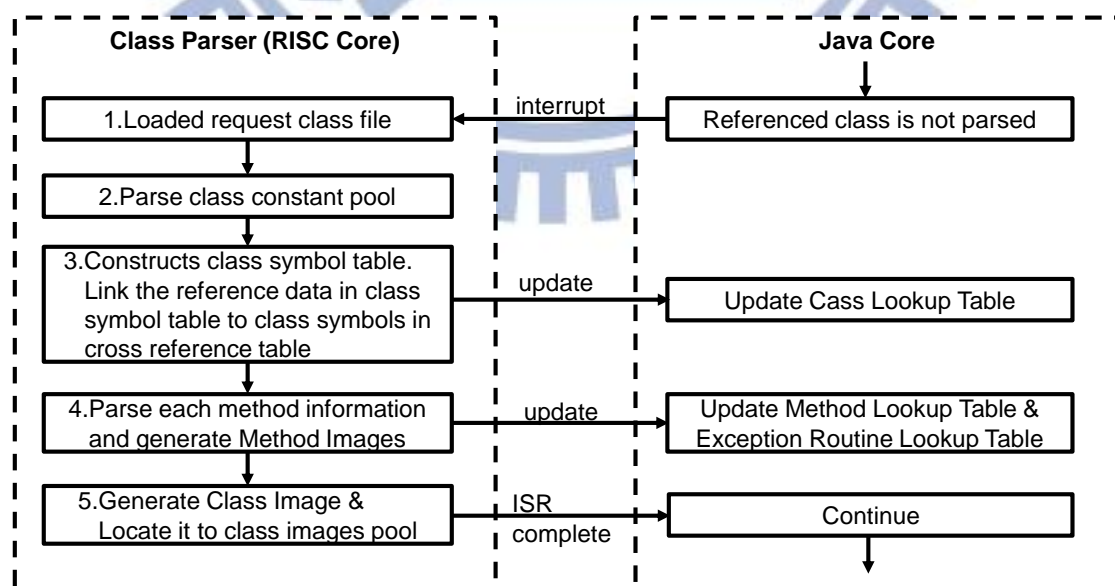 Class Parser (RISC Core)
Java Core
1.Loaded request class file
interrupt
Referenced class is not parsed
2.Parse class constant pool
3.Constructs class symbol table.
Link the reference data in class
symbol table to class symbols in
cross reference table
update
Update Cass Lookup Table
4.Parse each method information
and generate Method Images
update
Update Method Lookup Table &
Exception Routine Lookup Table
5.Generate Class Image &
Locate it to class images pool
ISR
complete
Continue